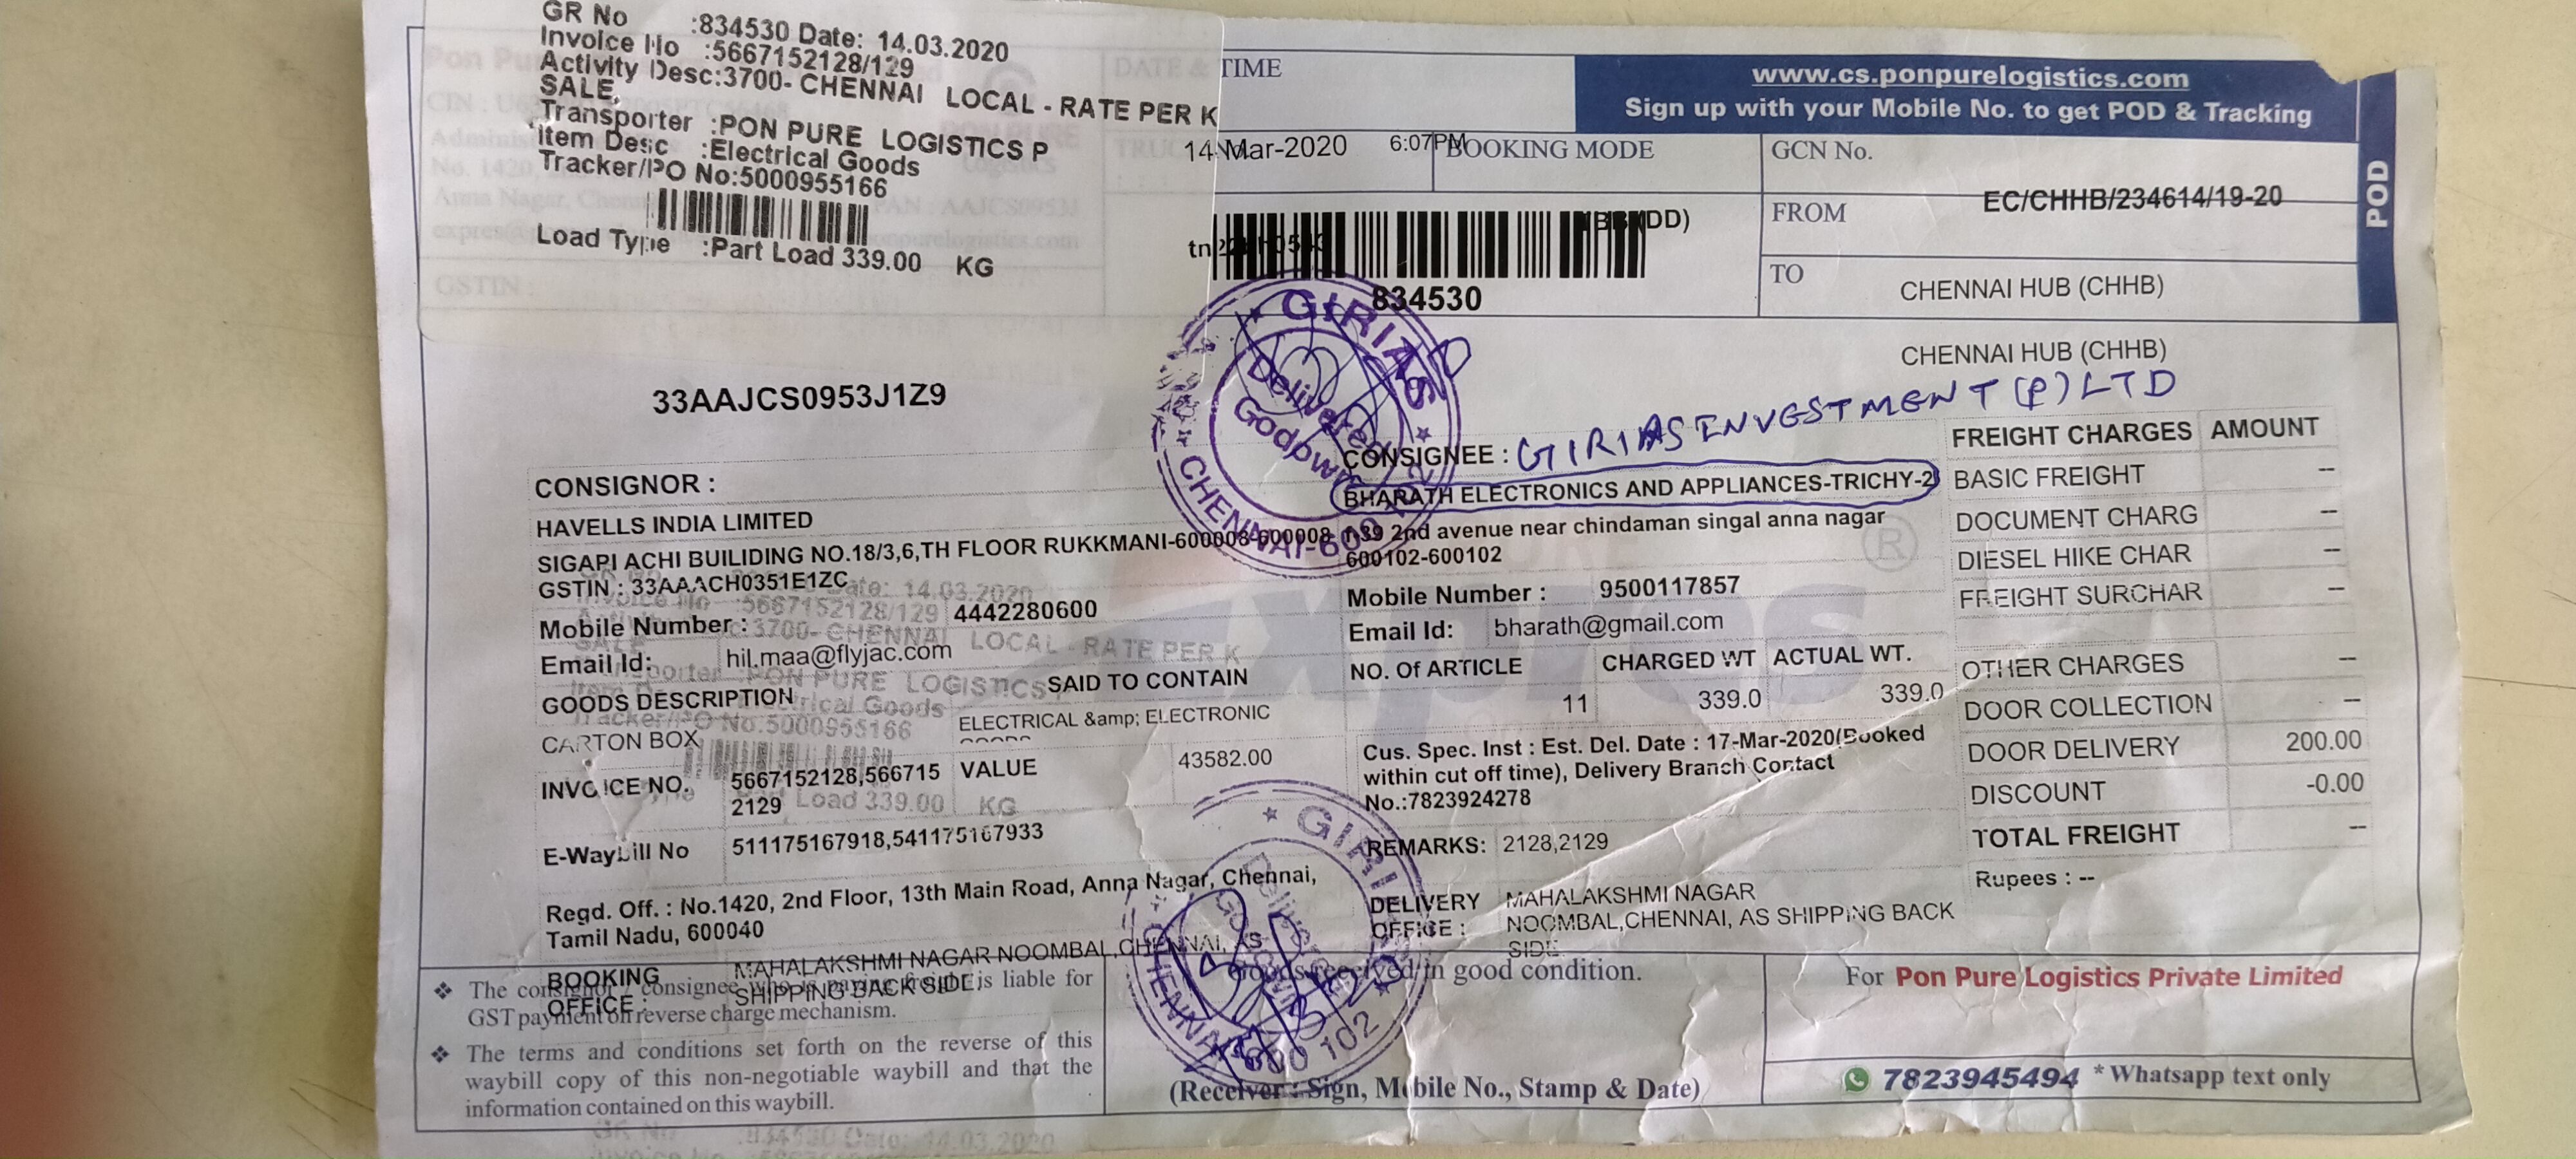 GR No :834530 Date: 14.03.2020
Invoice No :5667152128/129
Activity Desc:3700- CHENNAI LOCAL - RATE PER K
SALE,
Transporter :PON PURE LOGISTICS P
Item Desc :Electrical Goods
Tracker/PO No:5000955166
Load Type :Part Load 339.00 KG
DATE & TIME
14 Mar-2020 6:07PM
BOOKING MODE
(DD)
834530
www.cs.ponpurelogistics.com
Sign up with your Mobile No. to get POD & Tracking
POD
GCN No.
EC/CHHB/234614/19-20
FROM
CHENNAI HUB (CHHB)
TO
CHENNAI HUB (CHHB)
GSTIN :
33AAJCS0953J1Z9
GIRIAS
Delivered
Godown
CHENNAI-600 102
CONSIGNOR :
HAVELLS INDIA LIMITED
SIGAPI ACHI BUILIDING NO.18/3,6,TH FLOOR RUKKMANI-600008-600008
GSTIN : 33AAACH0351E1ZC
Mobile Number : 4442280600
Email Id: hil.maa@flyjac.com
CONSIGNEE : GIRIAS INVESTMENT (P) LTD
BHARATH ELECTRONICS AND APPLIANCES-TRICHY-2
1-39 2nd avenue near chindaman singal anna nagar
600102-600102
Mobile Number : 9500117857
Email Id: bharath@gmail.com
GOODS DESCRIPTION SAID TO CONTAIN
CARTON BOX ELECTRICAL &amp; ELECTRONIC
NO. Of ARTICLE CHARGED WT ACTUAL WT.
11 339.0 339.0
INVOICE NO. 5667152128,566715
2129
VALUE 43582.00
E-Waybill No 511175167918,541175167933
Cus. Spec. Inst : Est. Del. Date : 17-Mar-2020(Booked
within cut off time), Delivery Branch Contact
No.:7823924278
REMARKS: 2128,2129
FREIGHT CHARGES AMOUNT
BASIC FREIGHT --
DOCUMENT CHARG --
DIESEL HIKE CHAR --
FREIGHT SURCHAR --
OTHER CHARGES --
DOOR COLLECTION --
DOOR DELIVERY 200.00
DISCOUNT -0.00
TOTAL FREIGHT --
Rupees : --
Regd. Off. : No.1420, 2nd Floor, 13th Main Road, Anna Nagar, Chennai,
Tamil Nadu, 600040
BOOKING OFFICE : MAHALAKSHMI NAGAR NOOMBAL,CHENNAI, AS
SHIPPING BACK SIDE
DELIVERY OFFICE : MAHALAKSHMI NAGAR
NOOMBAL,CHENNAI, AS SHIPPING BACK
SIDE
❖ The consignor / consignee who is paying freight is liable for
GST payment on reverse charge mechanism.
❖ The terms and conditions set forth on the reverse of this
waybill copy of this non-negotiable waybill and that the
information contained on this waybill.
GIRIAS
CHENNAI-600 102
Goods received in good condition.
(Receiver : Sign, Mobile No., Stamp & Date)
For Pon Pure Logistics Private Limited
7823945494 *Whatsapp text only